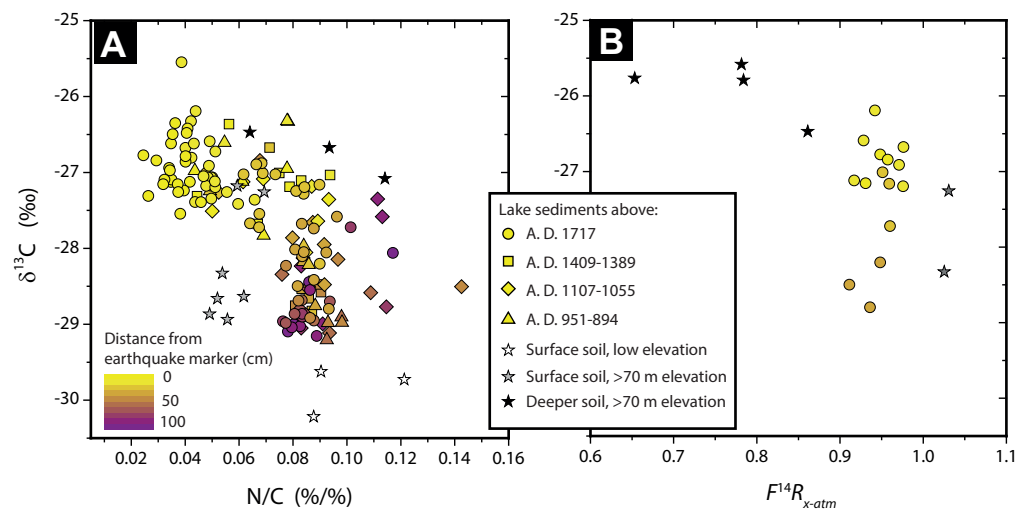 A
B
-25
-26
-27
-28
-29
-30
δ¹³C (‰)
0.02 0.04 0.06 0.08 0.10 0.12 0.14 0.16
N/C (%/%)
Distance from
earthquake marker (cm)
0
50
100
Lake sediments above:
A. D. 1717
A. D. 1409-1389
A. D. 1107-1055
A. D. 951-894
Surface soil, low elevation
Surface soil, >70 m elevation
Deeper soil, >70 m elevation
-25
-26
-27
-28
-29
-30
0.6 0.7 0.8 0.9 1.0 1.1
F¹⁴Rx-atm